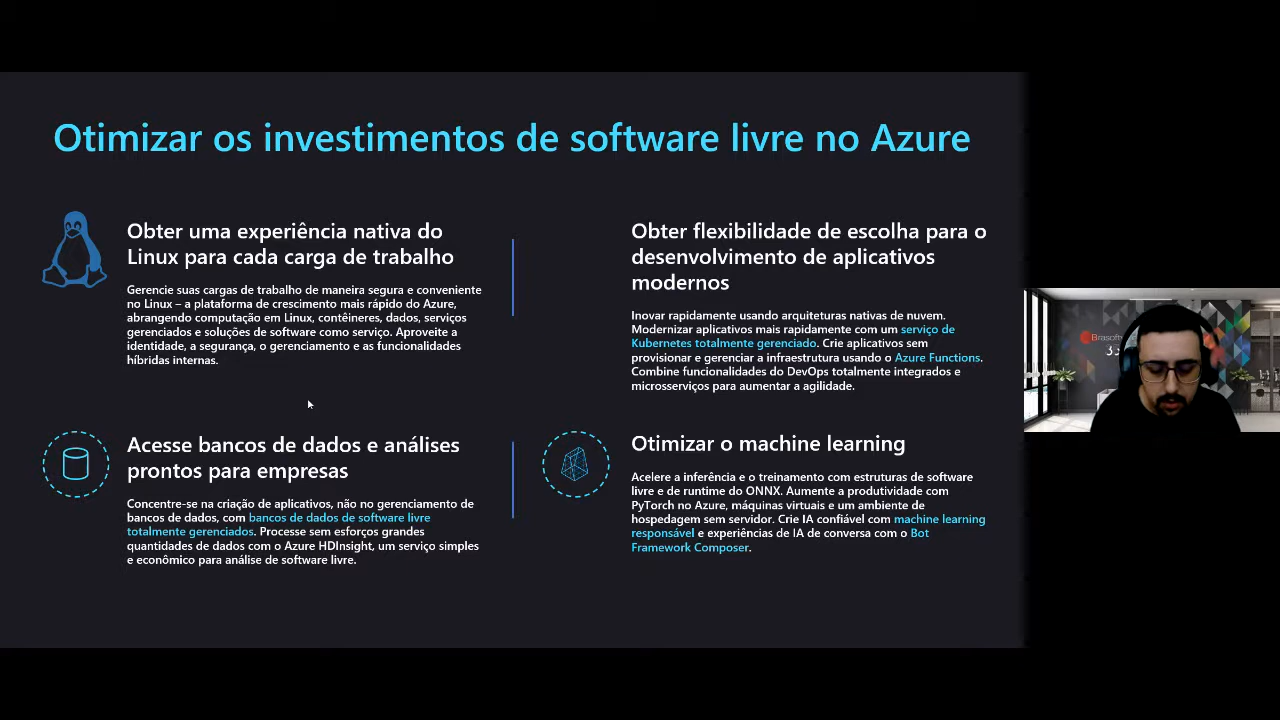 Otimizar os investimentos de software livre no Azure
Obter uma experiência nativa do
Linux para cada carga de trabalho
Gerencie suas cargas de trabalho de maneira segura e conveniente
no Linux – a plataforma de crescimento mais rápido do Azure,
abrangendo computação em Linux, contêineres, dados, serviços
gerenciados e soluções de software como serviço. Aproveite a
identidade, a segurança, o gerenciamento e as funcionalidades
híbridas internas.
Obter flexibilidade de escolha para o
desenvolvimento de aplicativos
modernos
Inovar rapidamente usando arquiteturas nativas de nuvem.
Modernizar aplicativos mais rapidamente com um serviço de
Kubernetes totalmente gerenciado. Crie aplicativos sem
provisionar e gerenciar a infraestrutura usando o Azure Functions.
Combine funcionalidades do DevOps totalmente integrados e
microsserviços para aumentar a agilidade.
Acesse bancos de dados e análises
prontos para empresas
Concentre-se na criação de aplicativos, não no gerenciamento de
bancos de dados, com bancos de dados de software livre
totalmente gerenciados. Processe sem esforços grandes
quantidades de dados com o Azure HDInsight, um serviço simples
e econômico para análise de software livre.
Otimizar o machine learning
Acelere a inferência e o treinamento com estruturas de software
livre e de runtime do ONNX. Aumente a produtividade com
PyTorch no Azure, máquinas virtuais e um ambiente de
hospedagem sem servidor. Crie IA confiável com machine learning
responsável e experiências de IA de conversa com o Bot
Framework Composer.